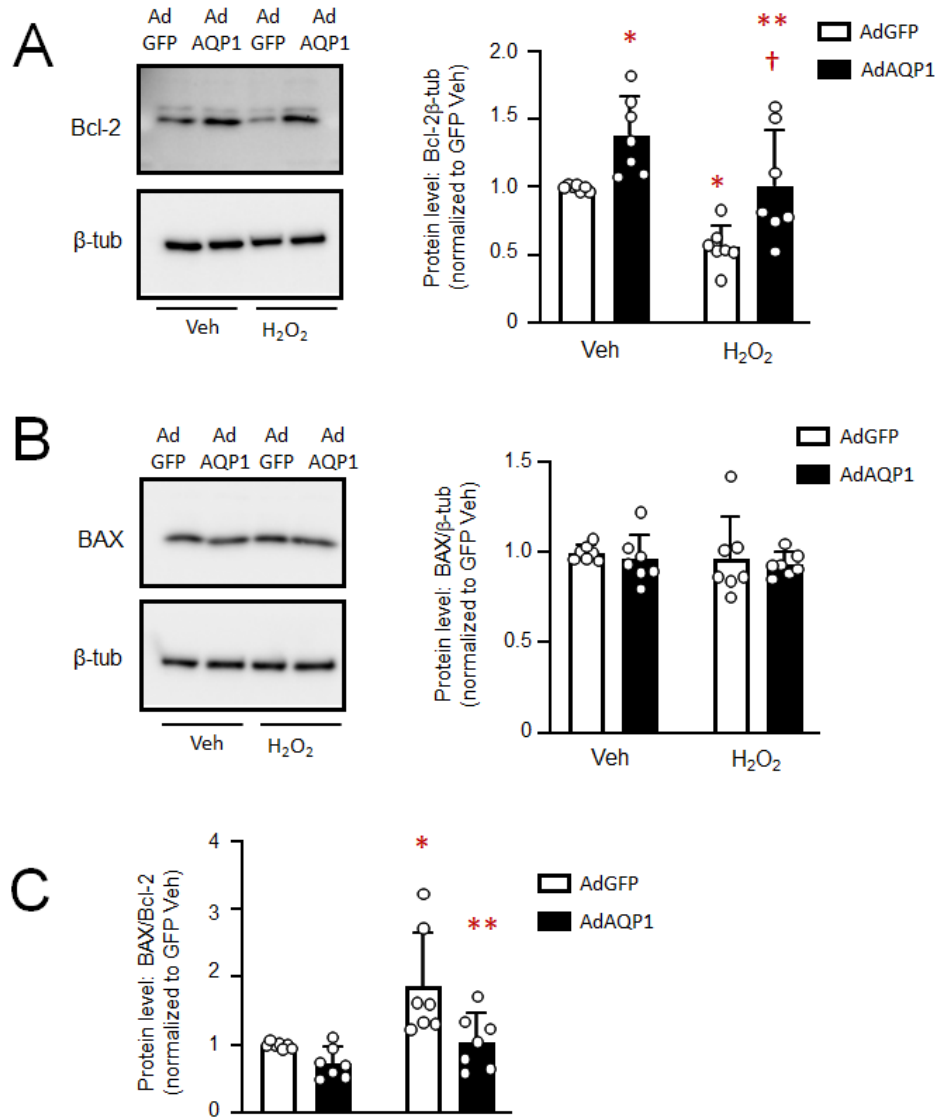 A
Ad Ad Ad Ad
GFP AQP1 GFP AQP1
Bcl-2
β-tub
Veh H₂O₂
Protein level: Bcl-2β-tub
(normalized to GFP Veh)
2.0
1.5
1.0
0.5
0
*
*
**
†
Veh H₂O₂
AdGFP
AdAQP1
B
Ad Ad Ad Ad
GFP AQP1 GFP AQP1
BAX
β-tub
Veh H₂O₂
Protein level: BAX/β-tub
(normalized to GFP Veh)
1.5
1.0
0.5
0
Veh H₂O₂
AdGFP
AdAQP1
C
Protein level: BAX/Bcl-2
(normalized to GFP Veh)
4
3
2
1
0
*
**
AdGFP
AdAQP1